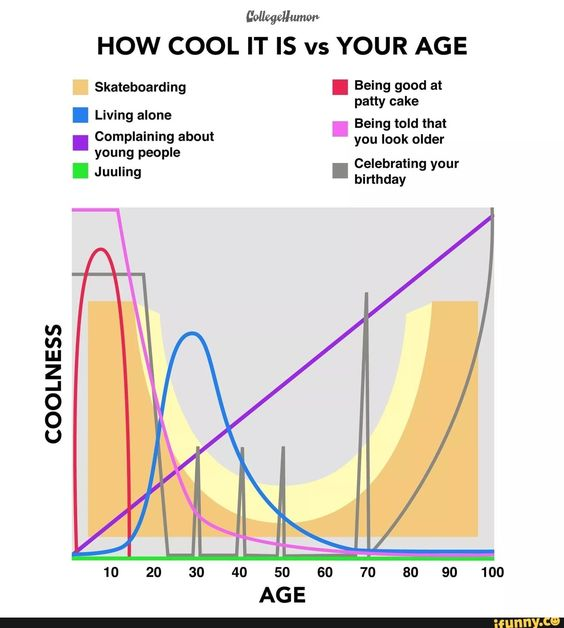 CollegeHumor
HOW COOL IT IS vs YOUR AGE
Skateboarding
Living alone
Complaining about
young people
Juuling
Being good at
patty cake
Being told that
you look older
Celebrating your
birthday
COOLNESS
10 20 30 40 50 60 70 80 90 100
AGE
ifunny.co